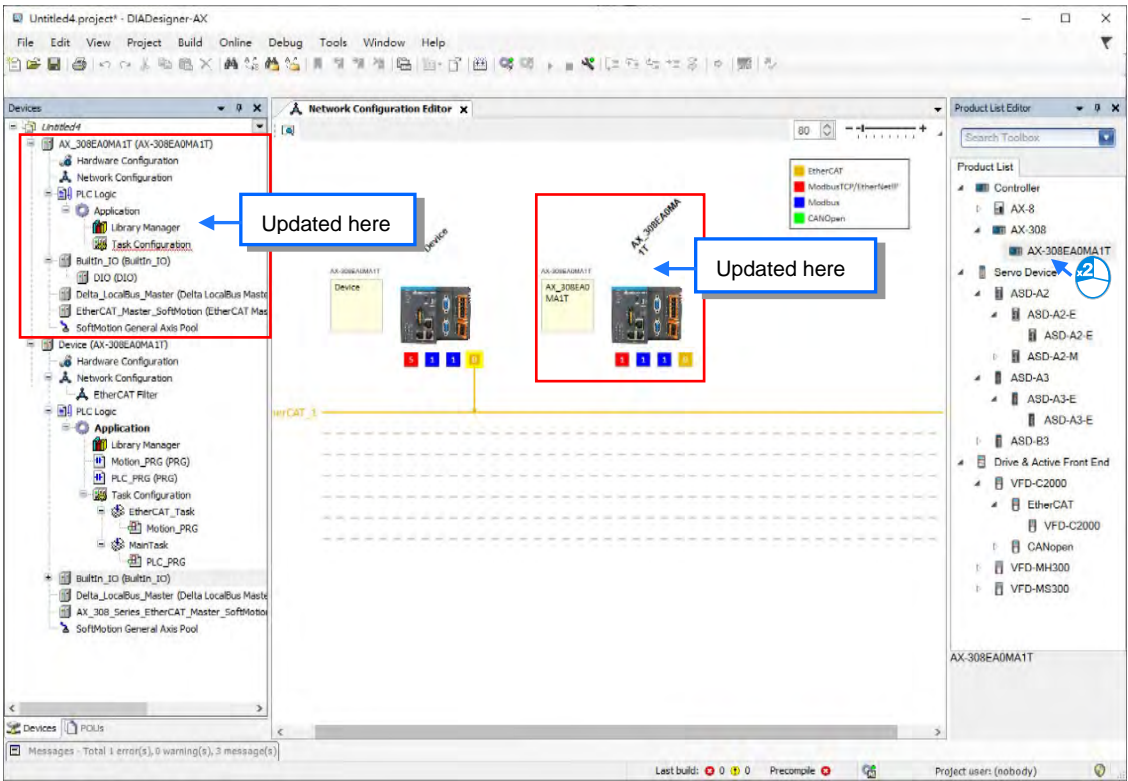 Untitled4.project* - DIADesigner-AX
File Edit View Project Build Online Debug Tools Window Help
Devices
Untitled4
AX_308EA0MA1T (AX-308EA0MA1T)
Hardware Configuration
Network Configuration
PLC Logic
Application
Library Manager
Task Configuration
BuiltIn_IO (BuiltIn_IO)
DIO (DIO)
Delta_LocalBus_Master (Delta LocalBus Maste
EtherCAT_Master_SoftMotion (EtherCAT Mas
SoftMotion General Axis Pool
Device (AX-308EA0MA1T)
Hardware Configuration
Network Configuration
EtherCAT Filter
PLC Logic
Application
Library Manager
Motion_PRG (PRG)
PLC_PRG (PRG)
Task Configuration
EtherCAT_Task
Motion_PRG
MainTask
PLC_PRG
BuiltIn_IO (BuiltIn_IO)
Delta_LocalBus_Master (Delta LocalBus Maste
AX_308_Series_EtherCAT_Master_SoftMotion
SoftMotion General Axis Pool
Devices POUs
Updated here
Network Configuration Editor
80
EtherCAT
ModbusTCP/EtherNetIP
Modbus
CANOpen
Device
AX-308EA0MA1T
Device
5 1 1 0
AX_308EA0MA
1T
AX-308EA0MA1T
AX_308EA0
MA1T
1 1 1 0
Updated here
herCAT_1
Product List Editor
Search Toolbox
Product List
Controller
AX-8
AX-308
AX-308EA0MA1T
x2
Servo Device
ASD-A2
ASD-A2-E
ASD-A2-E
ASD-A2-M
ASD-A3
ASD-A3-E
ASD-A3-E
ASD-B3
Drive & Active Front End
VFD-C2000
EtherCAT
VFD-C2000
CANopen
VFD-MH300
VFD-MS300
AX-308EA0MA1T
Messages - Total 1 error(s), 0 warning(s), 3 message(s)
Last build: 0 0 Precompile Project user: (nobody)